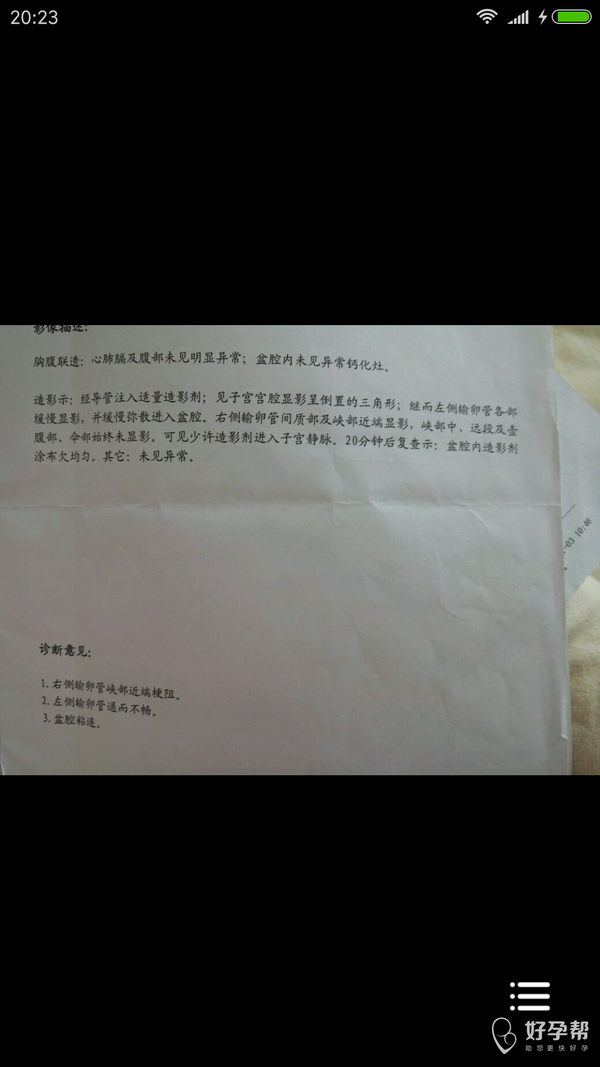 20:23
影像描述：
胸腹联透：心肺膈及腹部未见明显异常；盆腔内未见异常钙化灶。
造影示：经导管注入适量造影剂；见子宫宫腔显影呈倒置的三角形；继而左侧输卵管各部
缓慢显影，并缓慢弥散进入盆腔。右侧输卵管间质部及峡部近端显影，峡部中、远段及壶
腹部、伞部始终未显影。可见少许造影剂进入子宫静脉。20分钟后复查示：盆腔内造影剂
涂布欠均匀。其它：未见异常。
-03 10:46
诊断意见：
1.右侧输卵管峡部近端梗阻。
2.左侧输卵管通而不畅。
3.盆腔粘连。
好孕帮
助您更快好孕